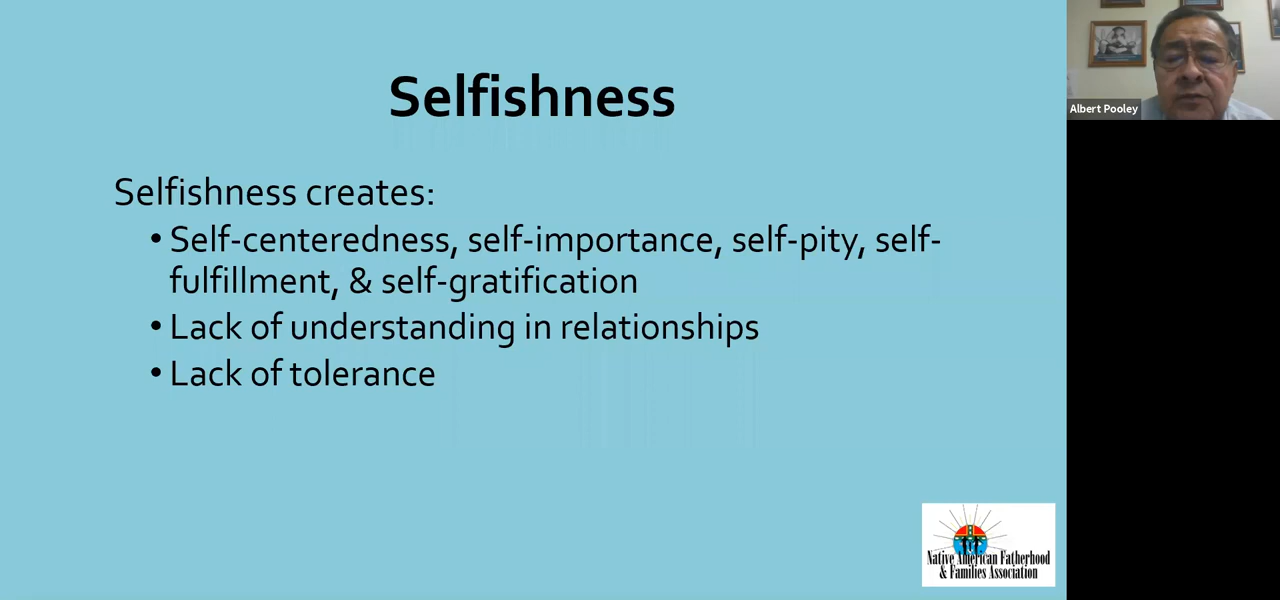 Selfishness
Selfishness creates:
• Self-centeredness, self-importance, self-pity, self-
fulfillment, & self-gratification
• Lack of understanding in relationships
• Lack of tolerance
Albert Pooley
Native American Fatherhood
& Families Association